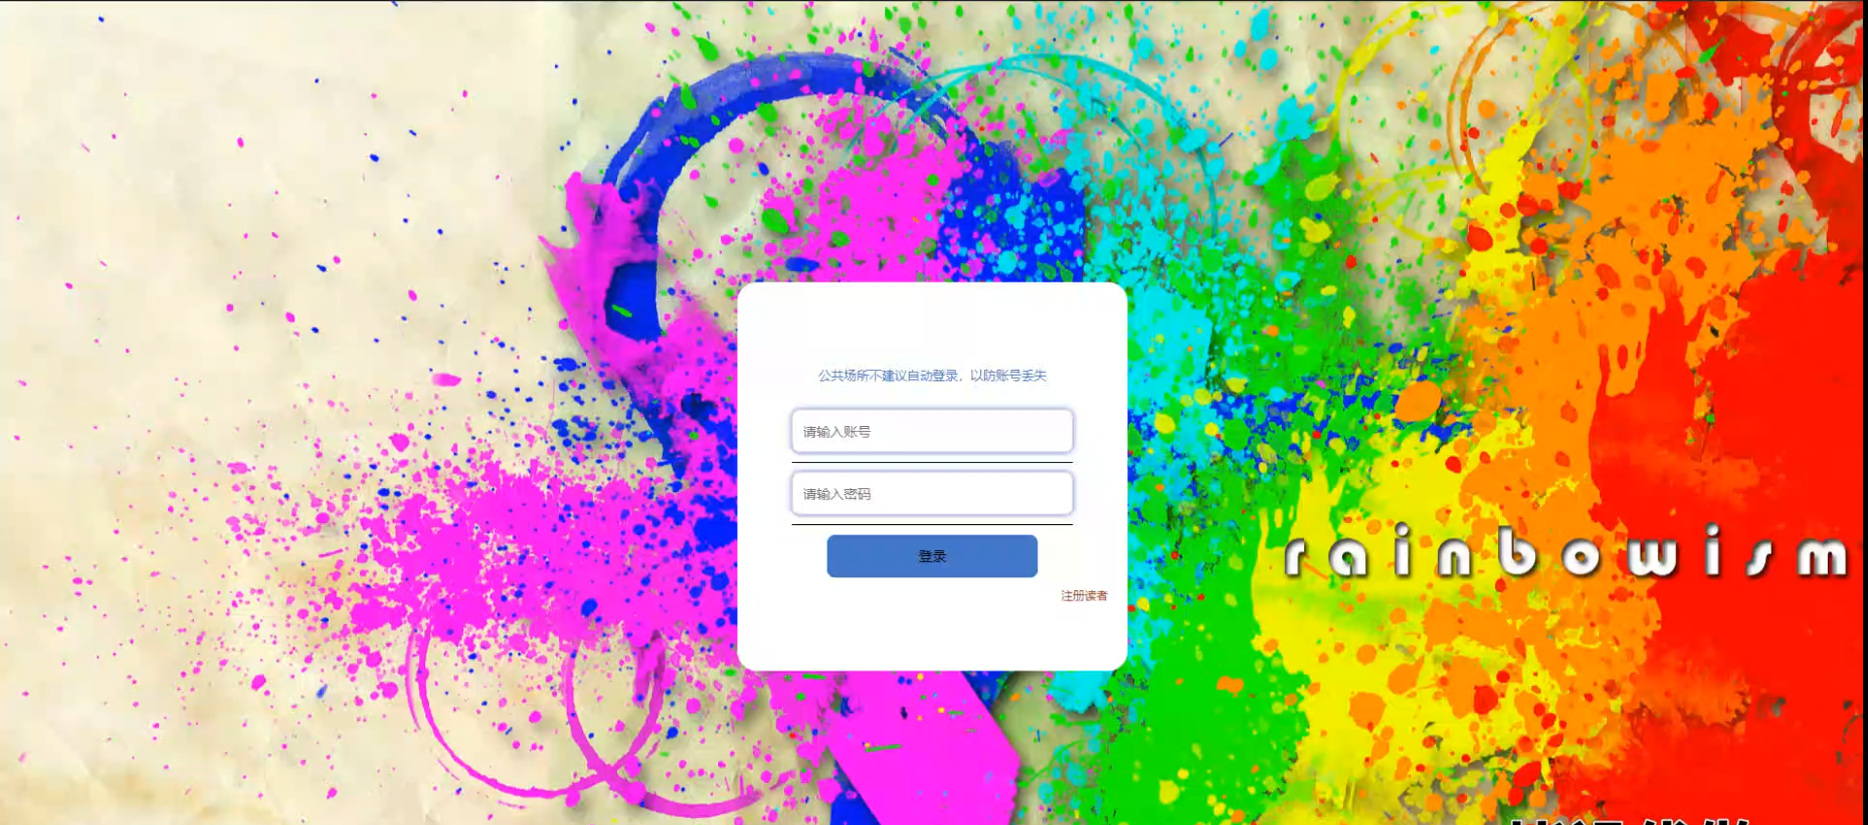 公共场所不建议自动登录，以防账号丢失
请输入账号
请输入密码
登录
rainbowism
注册读者